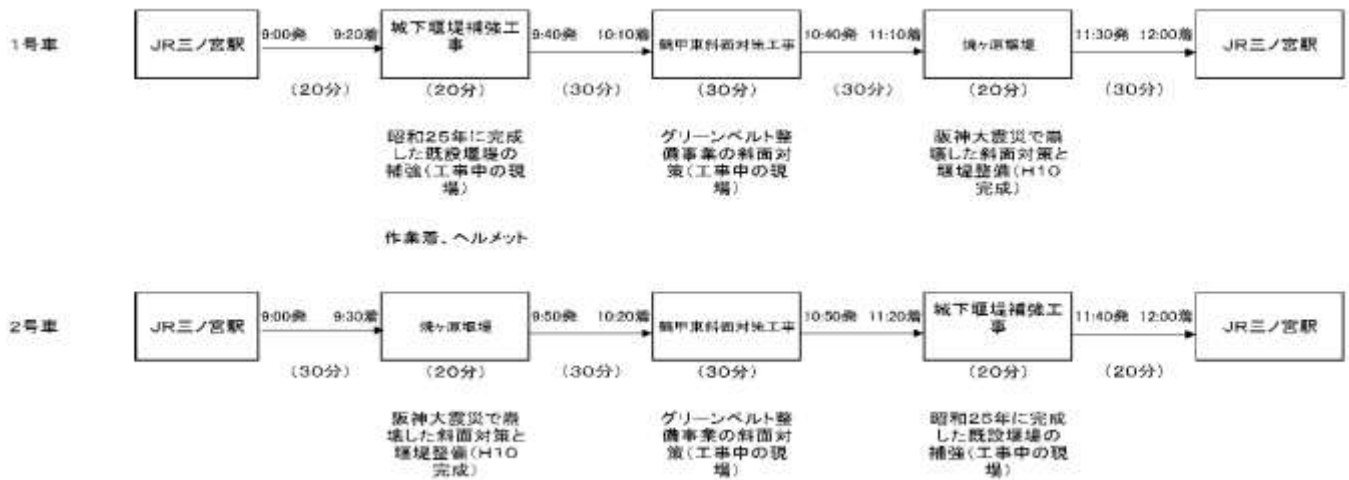 1号車
JR三ノ宮駅
9:00発 9:20着
城下堰堤補強工
事
9:40発 10:10着
鶴甲東斜面対策工事
10:40発 11:10着
焼ヶ原堰堤
11:30発 12:00着
JR三ノ宮駅
(20分)
(20分)
(30分)
(30分)
(30分)
(20分)
(30分)
昭和25年に完成
した既設堰堤の
補強(工事中の現
場)
グリーンベルト整
備事業の斜面対
策(工事中の現場)
阪神大震災で崩
壊した斜面対策と
堰堤整備(H10
完成)
作業着、ヘルメット
2号車
JR三ノ宮駅
9:00発 9:30着
焼ヶ原堰堤
9:50発 10:20着
鶴甲東斜面対策工事
10:50発 11:20着
城下堰堤補強工
事
11:40発 12:00着
JR三ノ宮駅
(30分)
(20分)
(30分)
(30分)
(20分)
(20分)
阪神大震災で崩
壊した斜面対策と
堰堤整備(H10
完成)
グリーンベルト整
備事業の斜面対
策(工事中の現
場)
昭和25年に完成
した既設堰堤の
補強(工事中の現
場)